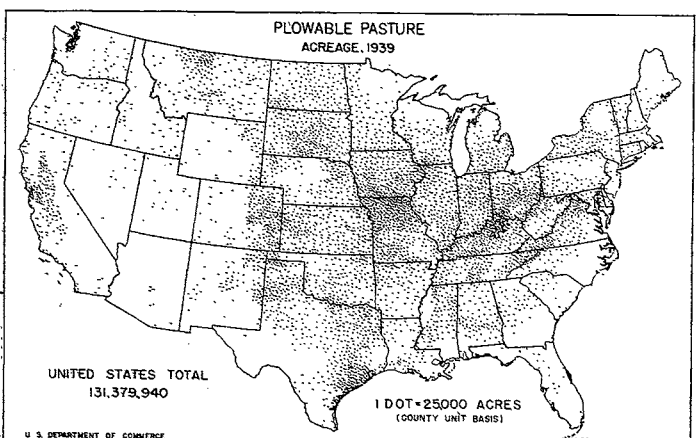 PLOWABLE PASTURE
ACREAGE, 1939
UNITED STATES TOTAL
131,379,940
1 DOT = 25,000 ACRES
(COUNTY UNIT BASIS)
U. S. DEPARTMENT OF COMMERCE